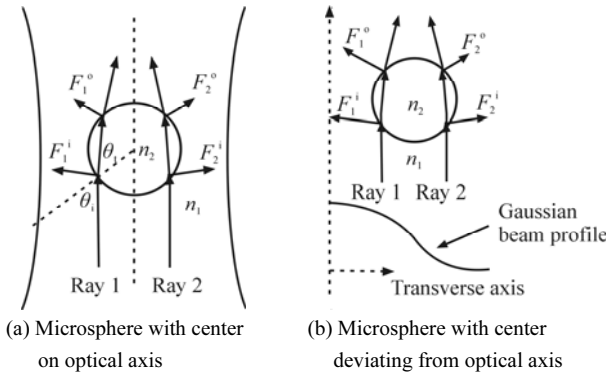 F₁ᵒ
F₂ᵒ
F₁ⁱ
θⱼ
n₂
F₂ⁱ
θᵢ
n₁
Ray 1 Ray 2
(a) Microsphere with center
on optical axis
F₁ᵒ
F₂ᵒ
F₁ⁱ
n₂
F₂ⁱ
n₁
Ray 1 Ray 2
Gaussian
beam profile
Transverse axis
(b) Microsphere with center
deviating from optical axis